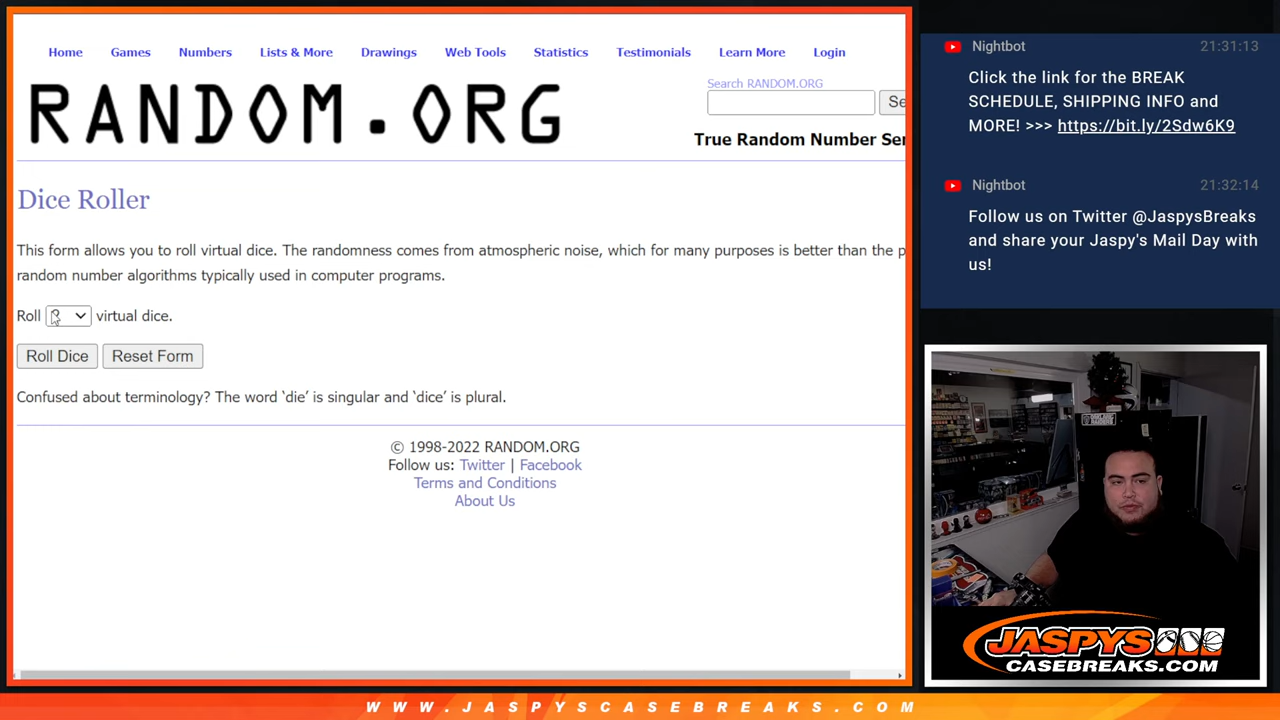 Home Games Numbers Lists & More Drawings Web Tools Statistics Testimonials Learn More Login
RANDOM.ORG
Search RANDOM.ORG
Se
True Random Number Ser
Dice Roller
This form allows you to roll virtual dice. The randomness comes from atmospheric noise, which for many purposes is better than the p
random number algorithms typically used in computer programs.
Roll virtual dice.
Roll Dice Reset Form
Confused about terminology? The word ‘die’ is singular and ‘dice’ is plural.
© 1998-2022 RANDOM.ORG
Follow us: Twitter | Facebook
Terms and Conditions
About Us
Nightbot 21:31:13
Click the link for the BREAK
SCHEDULE, SHIPPING INFO and
MORE! >>> https://bit.ly/2Sdw6K9
Nightbot 21:32:14
Follow us on Twitter @JaspysBreaks
and share your Jaspy's Mail Day with
us!
JASPYS
CASEBREAKS.COM
WWW.JASPYSCASEBREAKS.COM